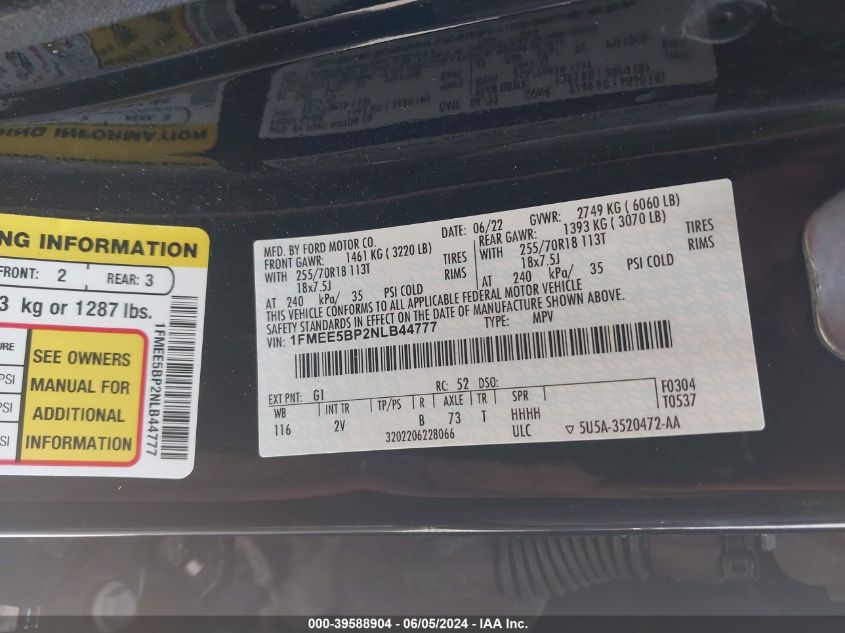 NG INFORMATION
FRONT: 2
REAR: 3
3 kg or 1287 lbs.
URE
PSI
PSI
SI
SEE OWNERS
MANUAL FOR
ADDITIONAL
INFORMATION
1FMEE5BP2NLB44777
MFD. BY FORD MOTOR CO.
DATE: 06/22 GVWR: 2749 KG ( 6060 LB)
FRONT GAWR: 1461 KG ( 3220 LB)
REAR GAWR: 1393 KG ( 3070 LB)
WITH 255/70R18 113T TIRES
WITH 255/70R18 113T TIRES
18x7.5J RIMS
18x7.5J RIMS
AT 240 kPa/ 35 PSI COLD
AT 240 kPa/ 35 PSI COLD
THIS VEHICLE CONFORMS TO ALL APPLICABLE FEDERAL MOTOR VEHICLE
SAFETY STANDARDS IN EFFECT ON THE DATE OF MANUFACTURE SHOWN ABOVE.
VIN: 1FMEE5BP2NLB44777
TYPE: MPV
EXT PNT: G1 RC: 52 DSO: F0304
WB INT TR TP/PS R AXLE TR SPR T0537
116 2V B 73 T HHHH
3202206228066 ULC ▽ 5U5A-3520472-AA
000-39588904 - 06/05/2024 - IAA Inc.